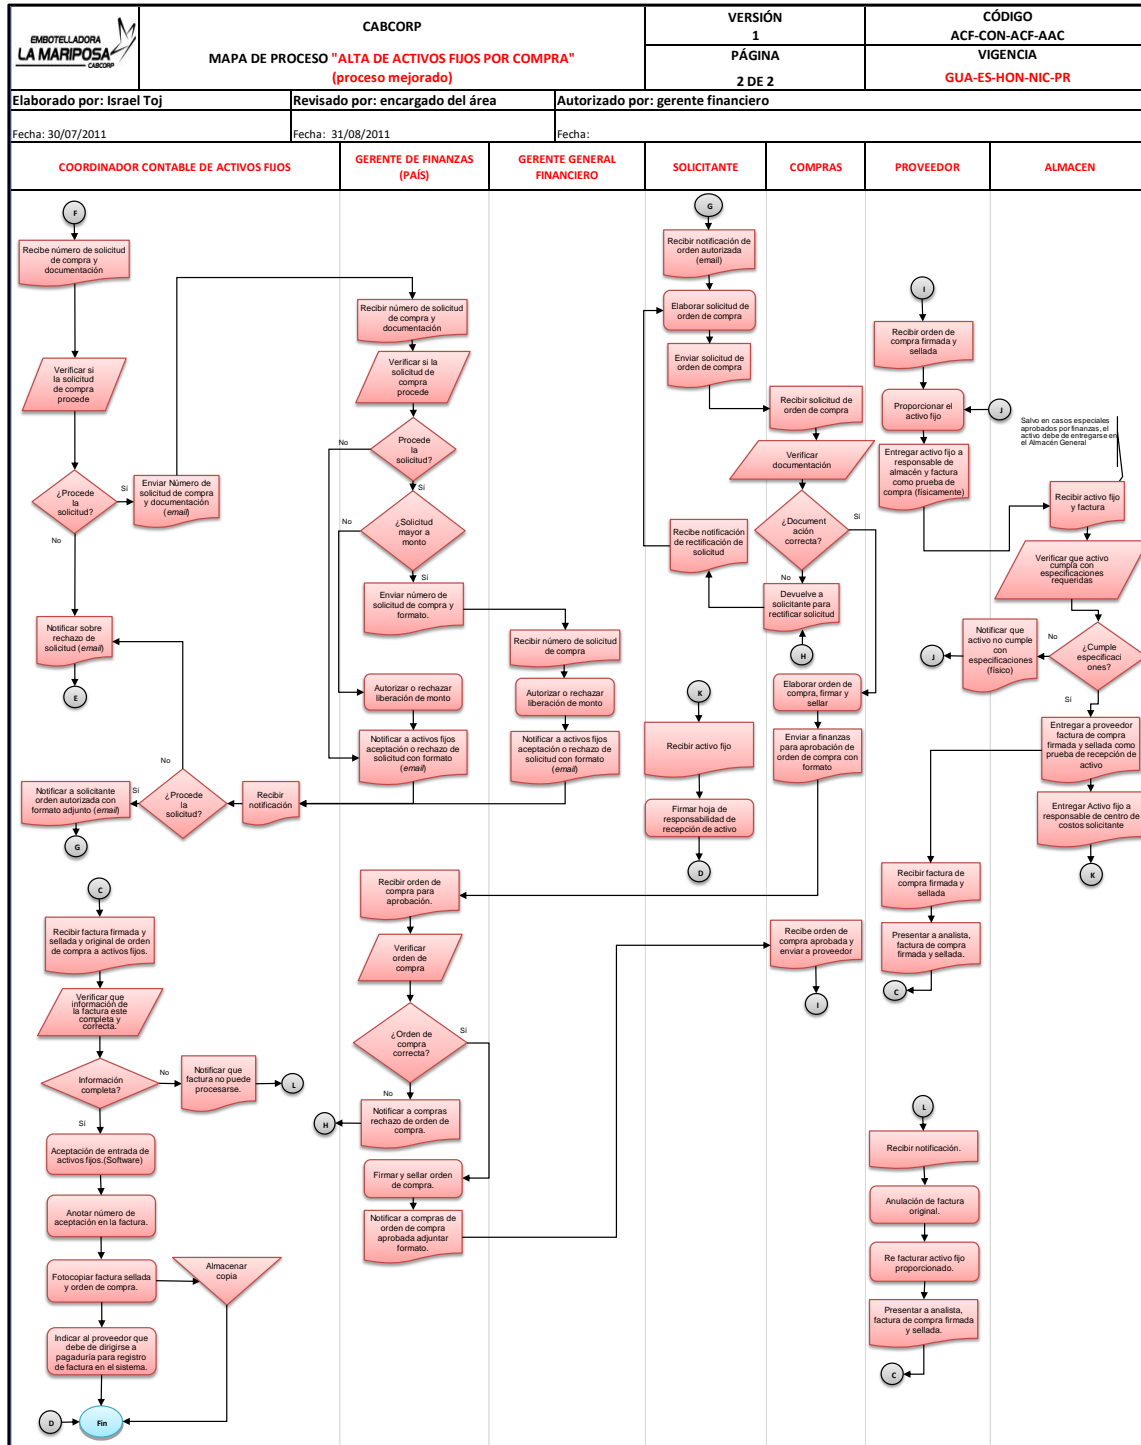 EMBOTELLADORA
LA MARIPOSA
CABCORP
CABCORP
MAPA DE PROCESO "ALTA DE ACTIVOS FIJOS POR COMPRA"
(proceso mejorado)
VERSIÓN
1
PÁGINA
2 DE 2
CÓDIGO
ACF-CON-ACF-AAC
VIGENCIA
GUA-ES-HON-NIC-PR
Elaborado por: Israel Toj
Revisado por: encargado del área
Autorizado por: gerente financiero
Fecha: 30/07/2011
Fecha: 31/08/2011
Fecha:
COORDINADOR CONTABLE DE ACTIVOS FIJOS
GERENTE DE FINANZAS
(PAÍS)
GERENTE GENERAL
FINANCIERO
SOLICITANTE
COMPRAS
PROVEEDOR
ALMACEN
F
Recibe número de solicitud
de compra y
documentación
Verificar si
la solicitud
de compra
procede
¿Procede
la
solicitud?
Sí
No
Enviar Número de
solicitud de compra
y documentación
(email)
Notificar sobre
rechazo de
solicitud (email)
E
No
¿Procede
la
solicitud?
Sí
Recibir
notificación
Notificar a solicitante
orden autorizada con
formato adjunto (email)
G
C
Recibir factura firmada y
sellada y original de orden
de compra a activos fijos.
Verificar que
información de
la factura este
completa y
correcta.
Información
completa?
No
Sí
Notificar que
factura no puede
procesarse.
L
Aceptación de entrada de
activos fijos.(Software)
Anotar número de
aceptación en la factura.
Fotocopiar factura sellada
y orden de compra.
Almacenar
copia
Indicar al proveedor que
debe de dirigirse a
pagaduría para registro
de factura en el sistema.
D
Fin
Recibir número de solicitud
de compra y
documentación
Verificar si la
solicitud de
compra
procede
Procede
la
solicitud?
No
Sí
¿Solicitud
mayor a
monto
No
Sí
Enviar número de
solicitud de compra y
formato.
Autorizar o rechazar
liberación de monto
Notificar a activos fijos
aceptación o rechazo de
solicitud con formato
(email)
Recibir orden de
compra para
aprobación.
Verificar
orden de
compra
¿Orden de
compra
correcta?
Sí
No
Notificar a compras
rechazo de orden de
compra.
H
Firmar y sellar orden
de compra.
Notificar a compras de
orden de compra
aprobada adjuntar
formato.
Recibir número de solicitud
de compra
Autorizar o rechazar
liberación de monto
Notificar a activos fijos
aceptación o rechazo de
solicitud con formato
(email)
G
Recibir notificación de
orden autorizada
(email)
Elaborar solicitud de
orden de compra
Enviar solicitud de
orden de compra
Recibe notificación
de rectificación de
solicitud
K
Recibir activo fijo
Firmar hoja de
responsabilidad de
recepción de activo
D
Recibir solicitud de
orden de compra
Verificar
documentación
¿Document
ación
correcta?
Sí
No
Devuelve a
solicitante para
rectificar solicitud
H
Elaborar orden de
compra, firmar y
sellar
Enviar a finanzas
para aprobación de
orden de compra con
formato
Recibe orden de
compra aprobada y
enviar a proveedor
I
I
Recibir orden de
compra firmada y
sellada
Proporcionar el
activo fijo
J
Entregar activo fijo a
responsable de
almacén y factura
como prueba de
compra (físicamente)
Notificar que
activo no cumple
con
especificaciones
(físico)
J
Recibir factura de
compra firmada y
sellada
Presentar a analista,
factura de compra
firmada y sellada.
C
L
Recibir notificación.
Anulación de factura
original.
Re facturar activo fijo
proporcionado.
Presentar a analista,
factura de compra firmada
y sellada.
C
Salvo en casos especiales
aprobados por finanzas, el
activo debe de entregarse en
el Almacén General
Recibir activo fijo
y factura
Verificar que activo
cumpla con
especificaciones
requeridas
No
¿Cumple
especificaci
ones?
Sí
Entregar a proveedor
factura de compra
firmada y sellada como
prueba de recepción de
activo
Entregar Activo fijo a
responsable de centro de
costos solicitante
K